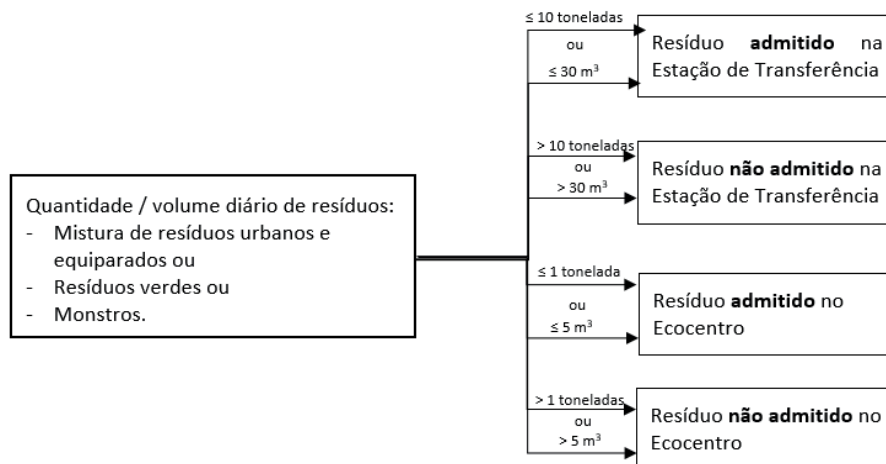 Quantidade / volume diário de resíduos:
- Mistura de resíduos urbanos e
equiparados ou
- Resíduos verdes ou
- Monstros.
≤ 10 toneladas
ou
≤ 30 m³
Resíduo admitido na
Estação de Transferência
> 10 toneladas
ou
> 30 m³
Resíduo não admitido na
Estação de Transferência
≤ 1 tonelada
ou
≤ 5 m³
Resíduo admitido no
Ecocentro
> 1 toneladas
ou
> 5 m³
Resíduo não admitido no
Ecocentro